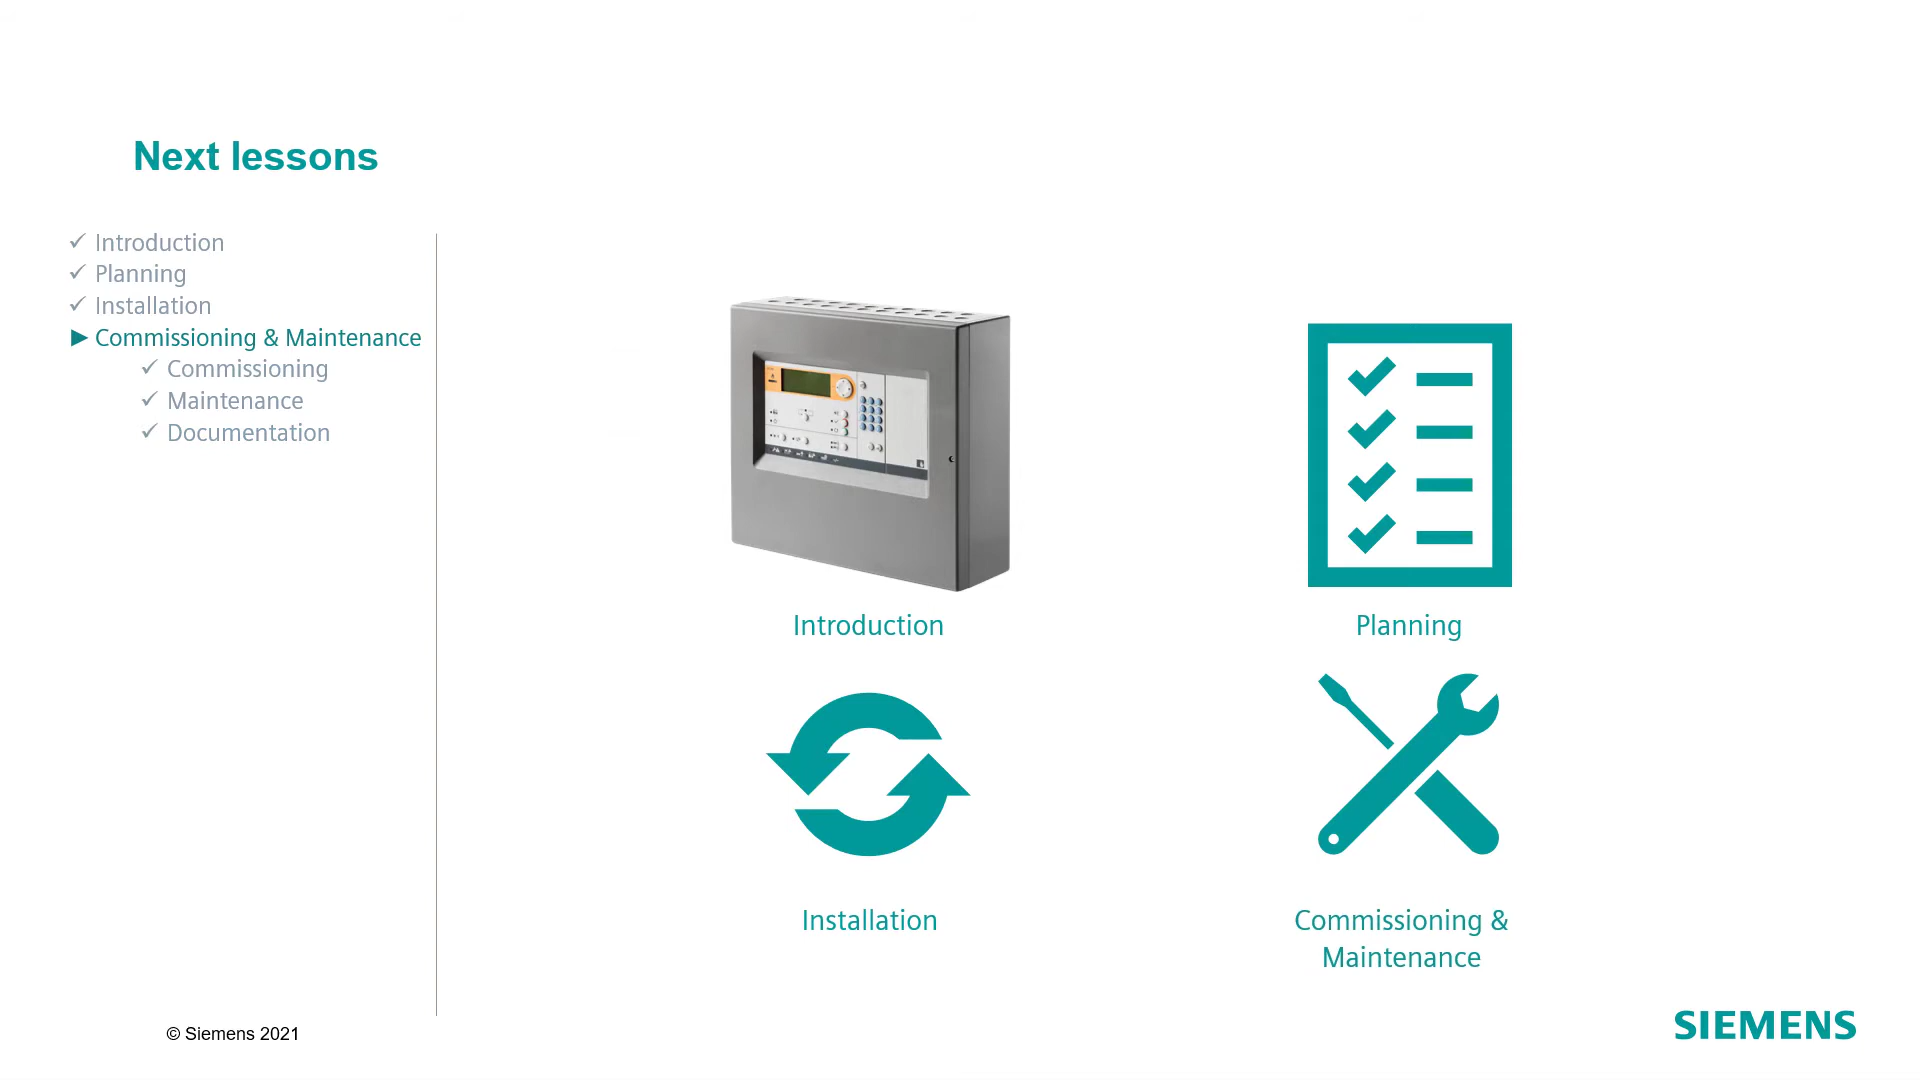 Next lessons
Introduction
Planning
Installation
Commissioning & Maintenance
Commissioning
Maintenance
Documentation
Introduction
Planning
Installation
Commissioning &
Maintenance
© Siemens 2021
SIEMENS